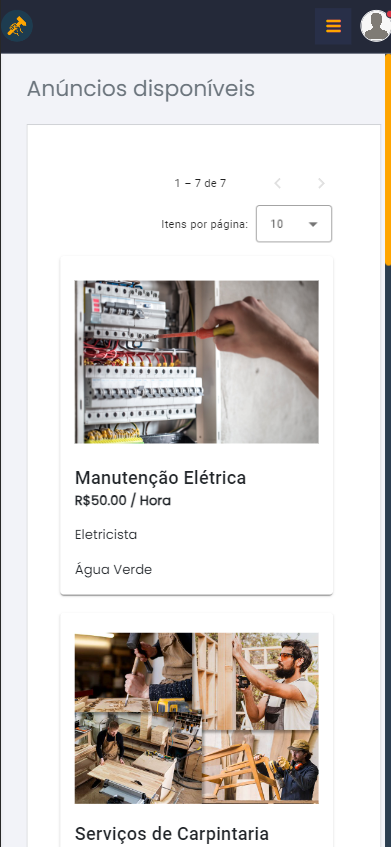 Anúncios disponíveis
1 – 7 de 7
Itens por página: 10
Manutenção Elétrica
R$50.00 / Hora
Eletricista
Água Verde
Serviços de Carpintaria